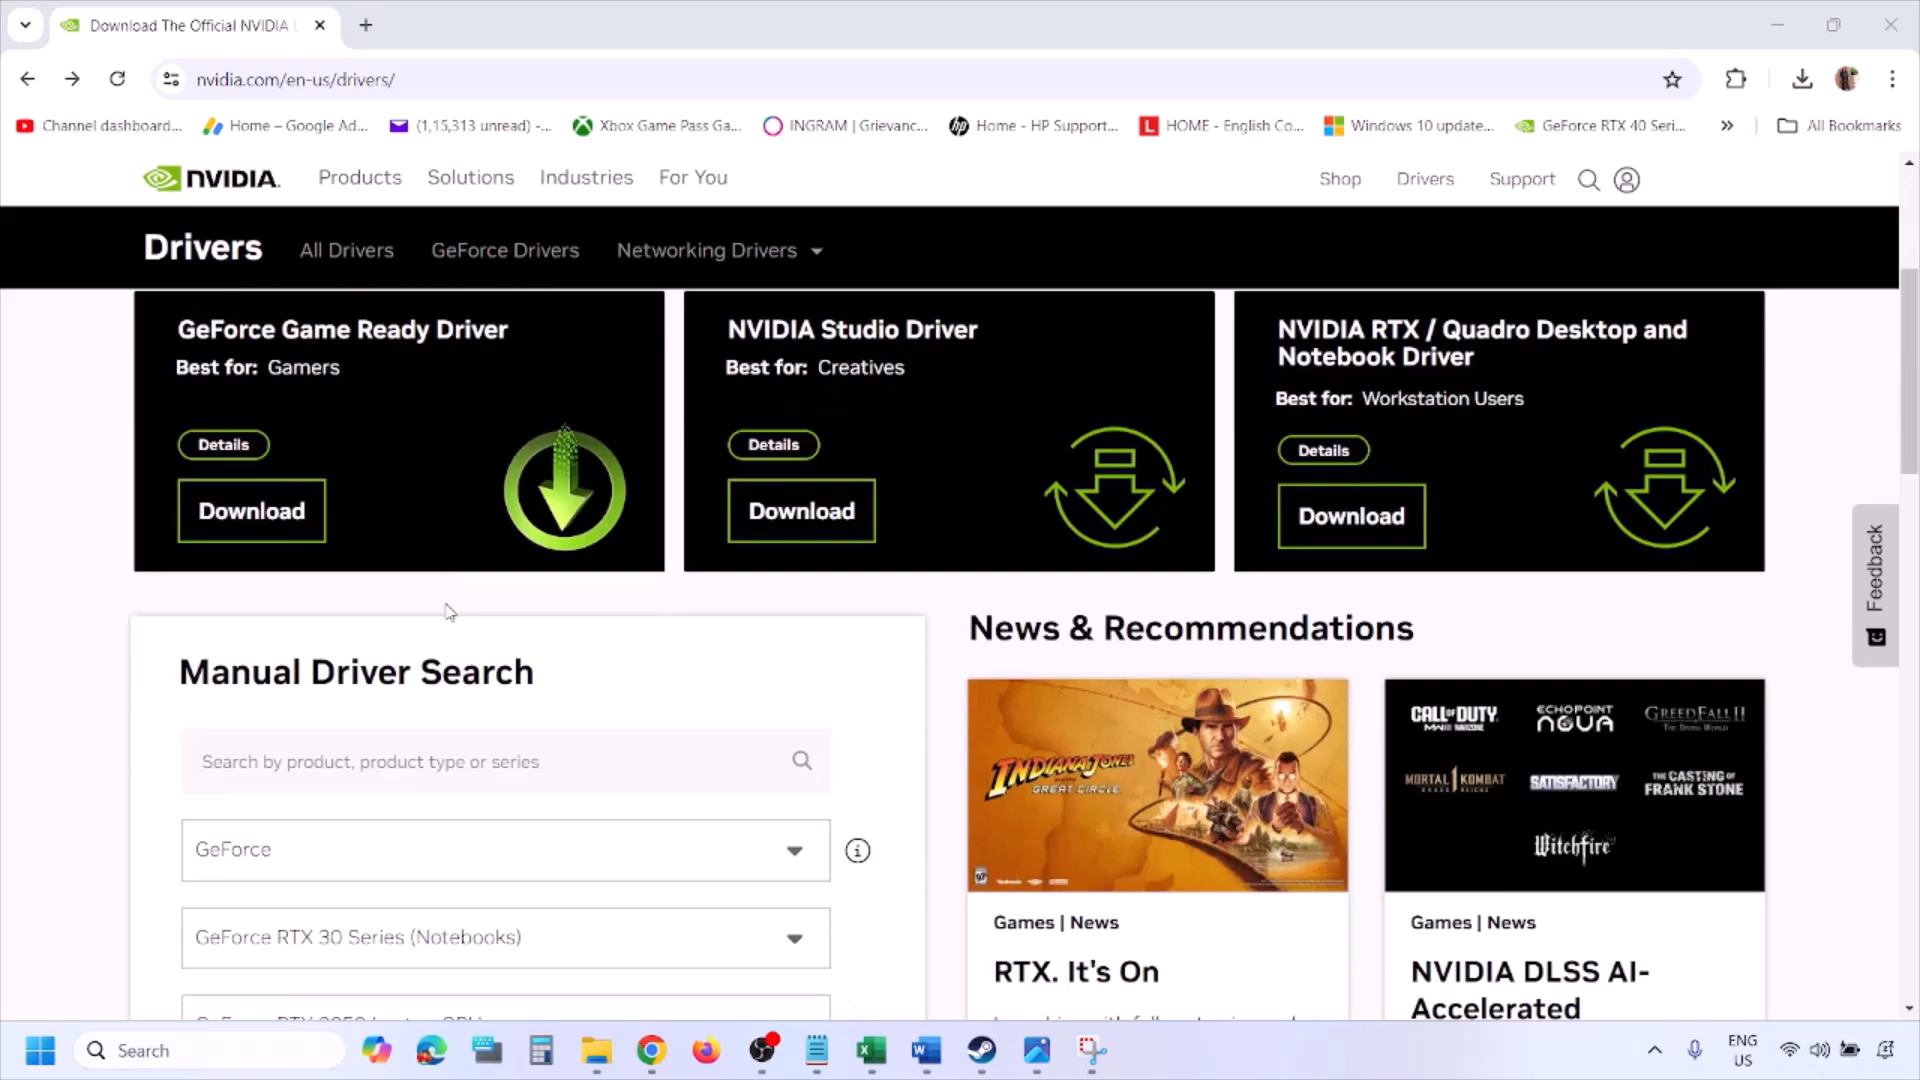 Download The Official NVIDIA
nvidia.com/en-us/drivers/
Channel dashboard...
Home – Google Ad...
(1,15,313 unread) -...
Xbox Game Pass Ga...
INGRAM | Grievanc...
Home - HP Support...
HOME - English Co...
Windows 10 update...
GeForce RTX 40 Seri...
All Bookmarks
NVIDIA.
Products
Solutions
Industries
For You
Shop
Drivers
Support
Drivers
All Drivers
GeForce Drivers
Networking Drivers
GeForce Game Ready Driver
Best for: Gamers
Details
Download
NVIDIA Studio Driver
Best for: Creatives
Details
Download
NVIDIA RTX / Quadro Desktop and
Notebook Driver
Best for: Workstation Users
Details
Download
Feedback
Manual Driver Search
Search by product, product type or series
GeForce
GeForce RTX 30 Series (Notebooks)
News & Recommendations
INDIANA JONES
GREAT CIRCLE
Games | News
RTX. It's On
CALL OF DUTY
MWIII WARZONE
ECHOPOINT
NOVA
GREEDFALL II
THE DYING WORLD
MORTAL KOMBAT 1
SATISFACTORY
THE CASTING OF
FRANK STONE
Witchfire
Games | News
NVIDIA DLSS AI-
Accelerated
Search
ENG
US